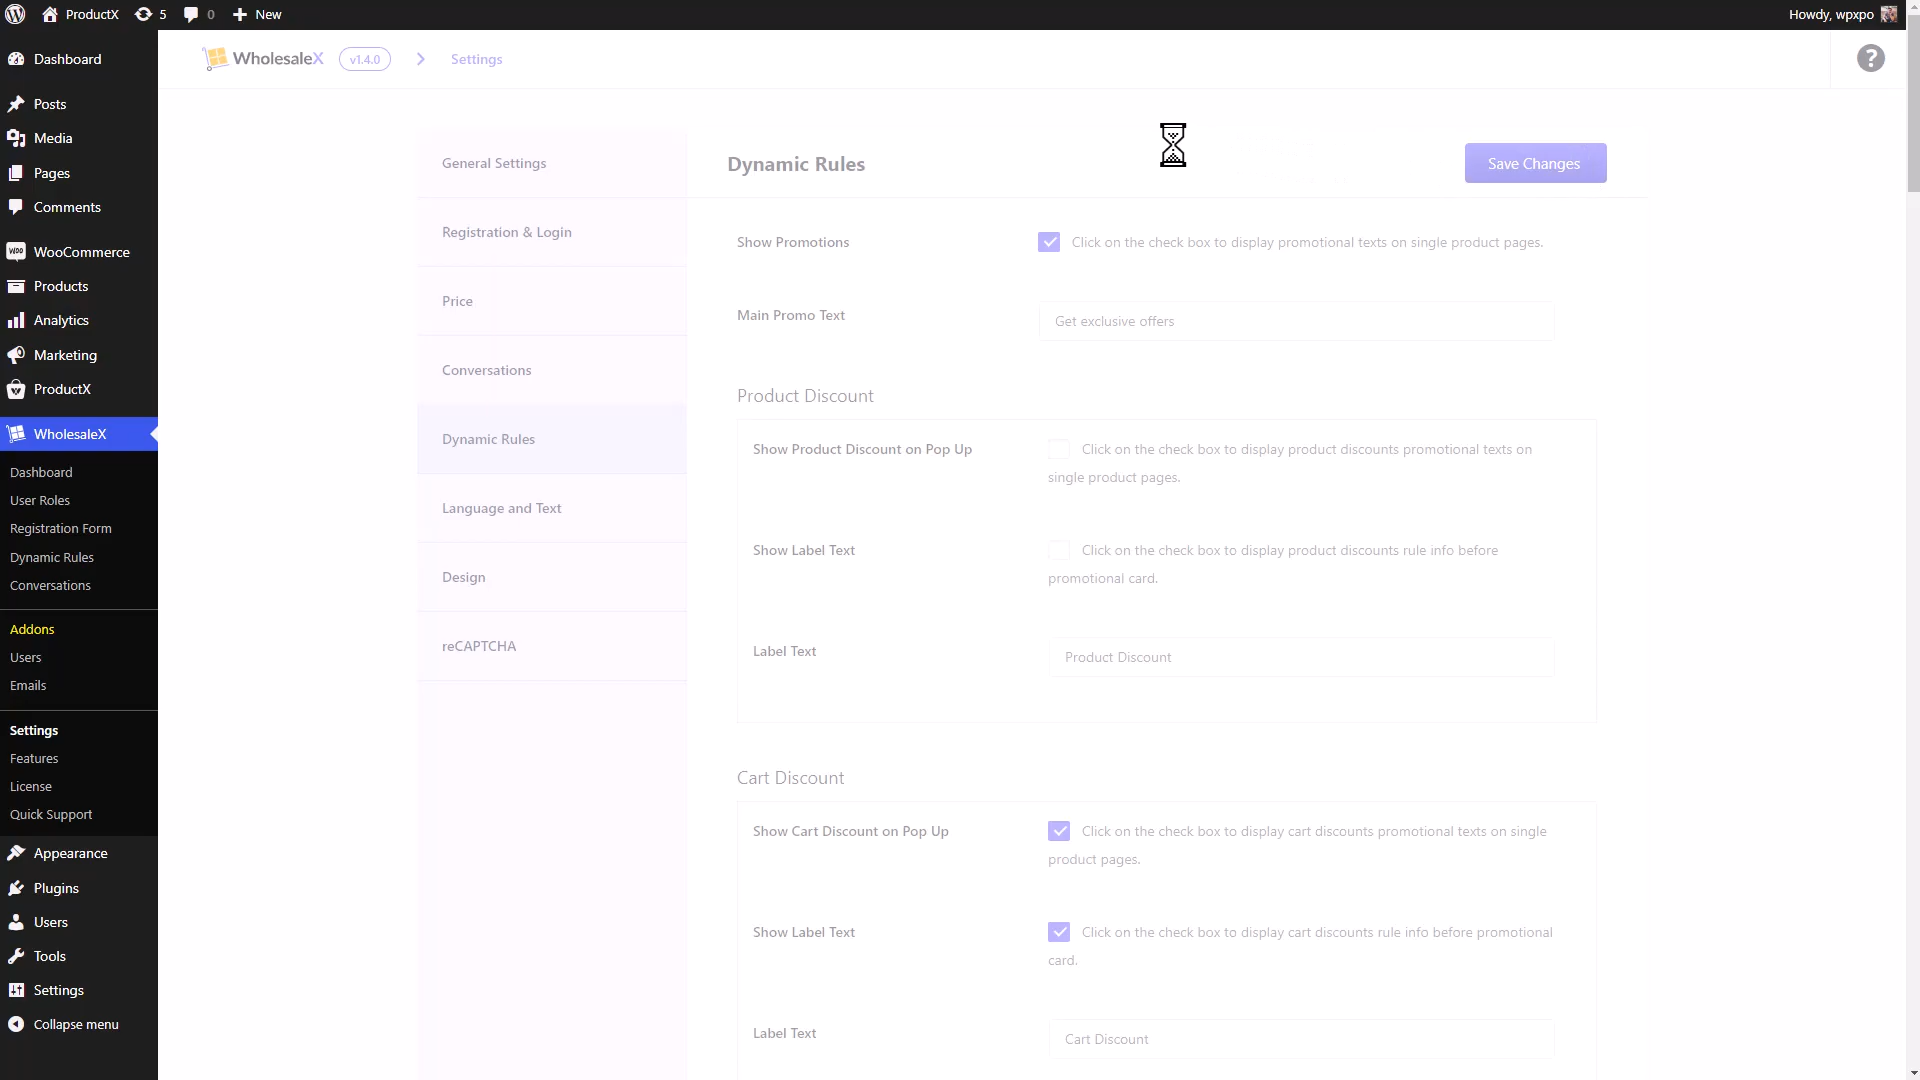 ProductX
5
0
New
Howdy, wpxpo
Dashboard
Posts
Media
Pages
Comments
WooCommerce
Products
Analytics
Marketing
ProductX
WholesaleX
Dashboard
User Roles
Registration Form
Dynamic Rules
Conversations
Addons
Users
Emails
Settings
Features
License
Quick Support
Appearance
Plugins
Users
Tools
Settings
Collapse menu
WholesaleX
v1.4.0
Settings
?
General Settings
Registration & Login
Price
Conversations
Dynamic Rules
Language and Text
Design
reCAPTCHA
Dynamic Rules
Save Changes
Show Promotions
Click on the check box to display promotional texts on single product pages.
Main Promo Text
Get exclusive offers
Product Discount
Show Product Discount on Pop Up
Click on the check box to display product discounts promotional texts on
single product pages.
Show Label Text
Click on the check box to display product discounts rule info before
promotional card.
Label Text
Product Discount
Cart Discount
Show Cart Discount on Pop Up
Click on the check box to display cart discounts promotional texts on single
product pages.
Show Label Text
Click on the check box to display cart discounts rule info before promotional
card.
Label Text
Cart Discount